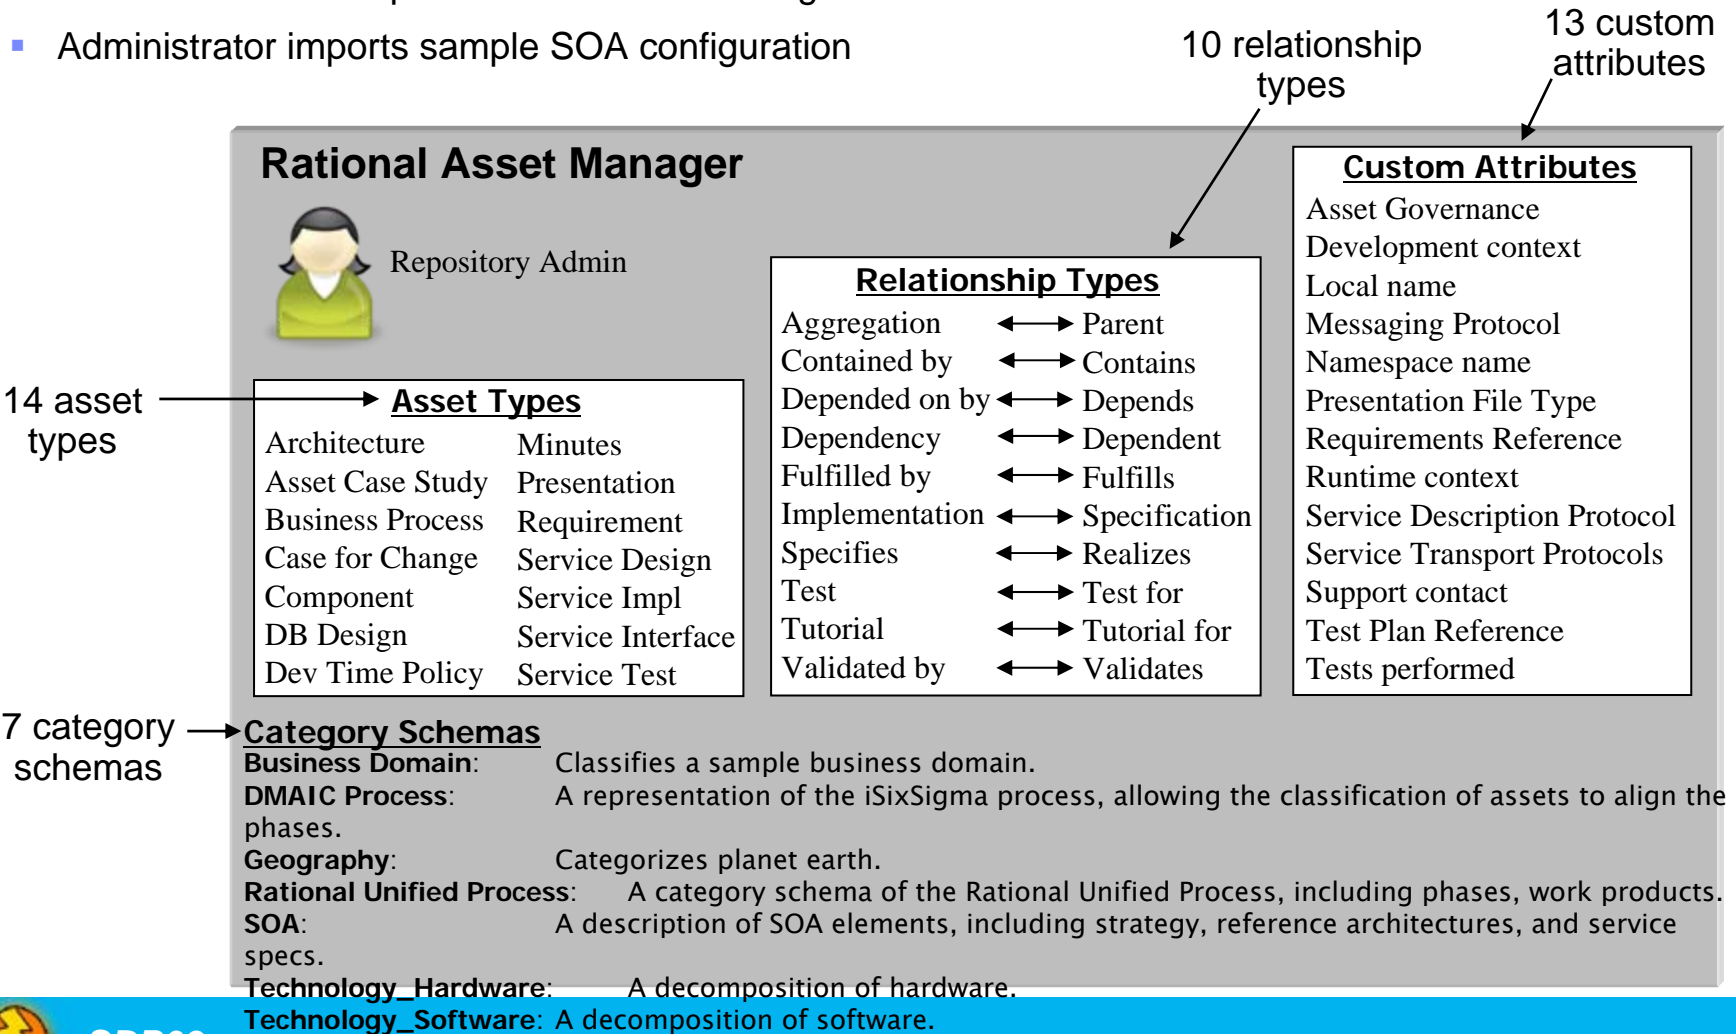 Administrator imports sample SOA configuration
10 relationship
types
13 custom
attributes
Rational Asset Manager
Repository Admin
14 asset
types
Asset Types
Architecture
Asset Case Study
Business Process
Case for Change
Component
DB Design
Dev Time Policy
Minutes
Presentation
Requirement
Service Design
Service Impl
Service Interface
Service Test
Relationship Types
Aggregation Parent
Contained by Contains
Depended on by Depends
Dependency Dependent
Fulfilled by Fulfills
Implementation Specification
Specifies Realizes
Test Test for
Tutorial Tutorial for
Validated by Validates
Custom Attributes
Asset Governance
Development context
Local name
Messaging Protocol
Namespace name
Presentation File Type
Requirements Reference
Runtime context
Service Description Protocol
Service Transport Protocols
Support contact
Test Plan Reference
Tests performed
7 category
schemas
Category Schemas
Business Domain: Classifies a sample business domain.
DMAIC Process: A representation of the iSixSigma process, allowing the classification of assets to align the
phases.
Geography: Categorizes planet earth.
Rational Unified Process: A category schema of the Rational Unified Process, including phases, work products.
SOA: A description of SOA elements, including strategy, reference architectures, and service
specs.
Technology_Hardware: A decomposition of hardware.
Technology_Software: A decomposition of software.